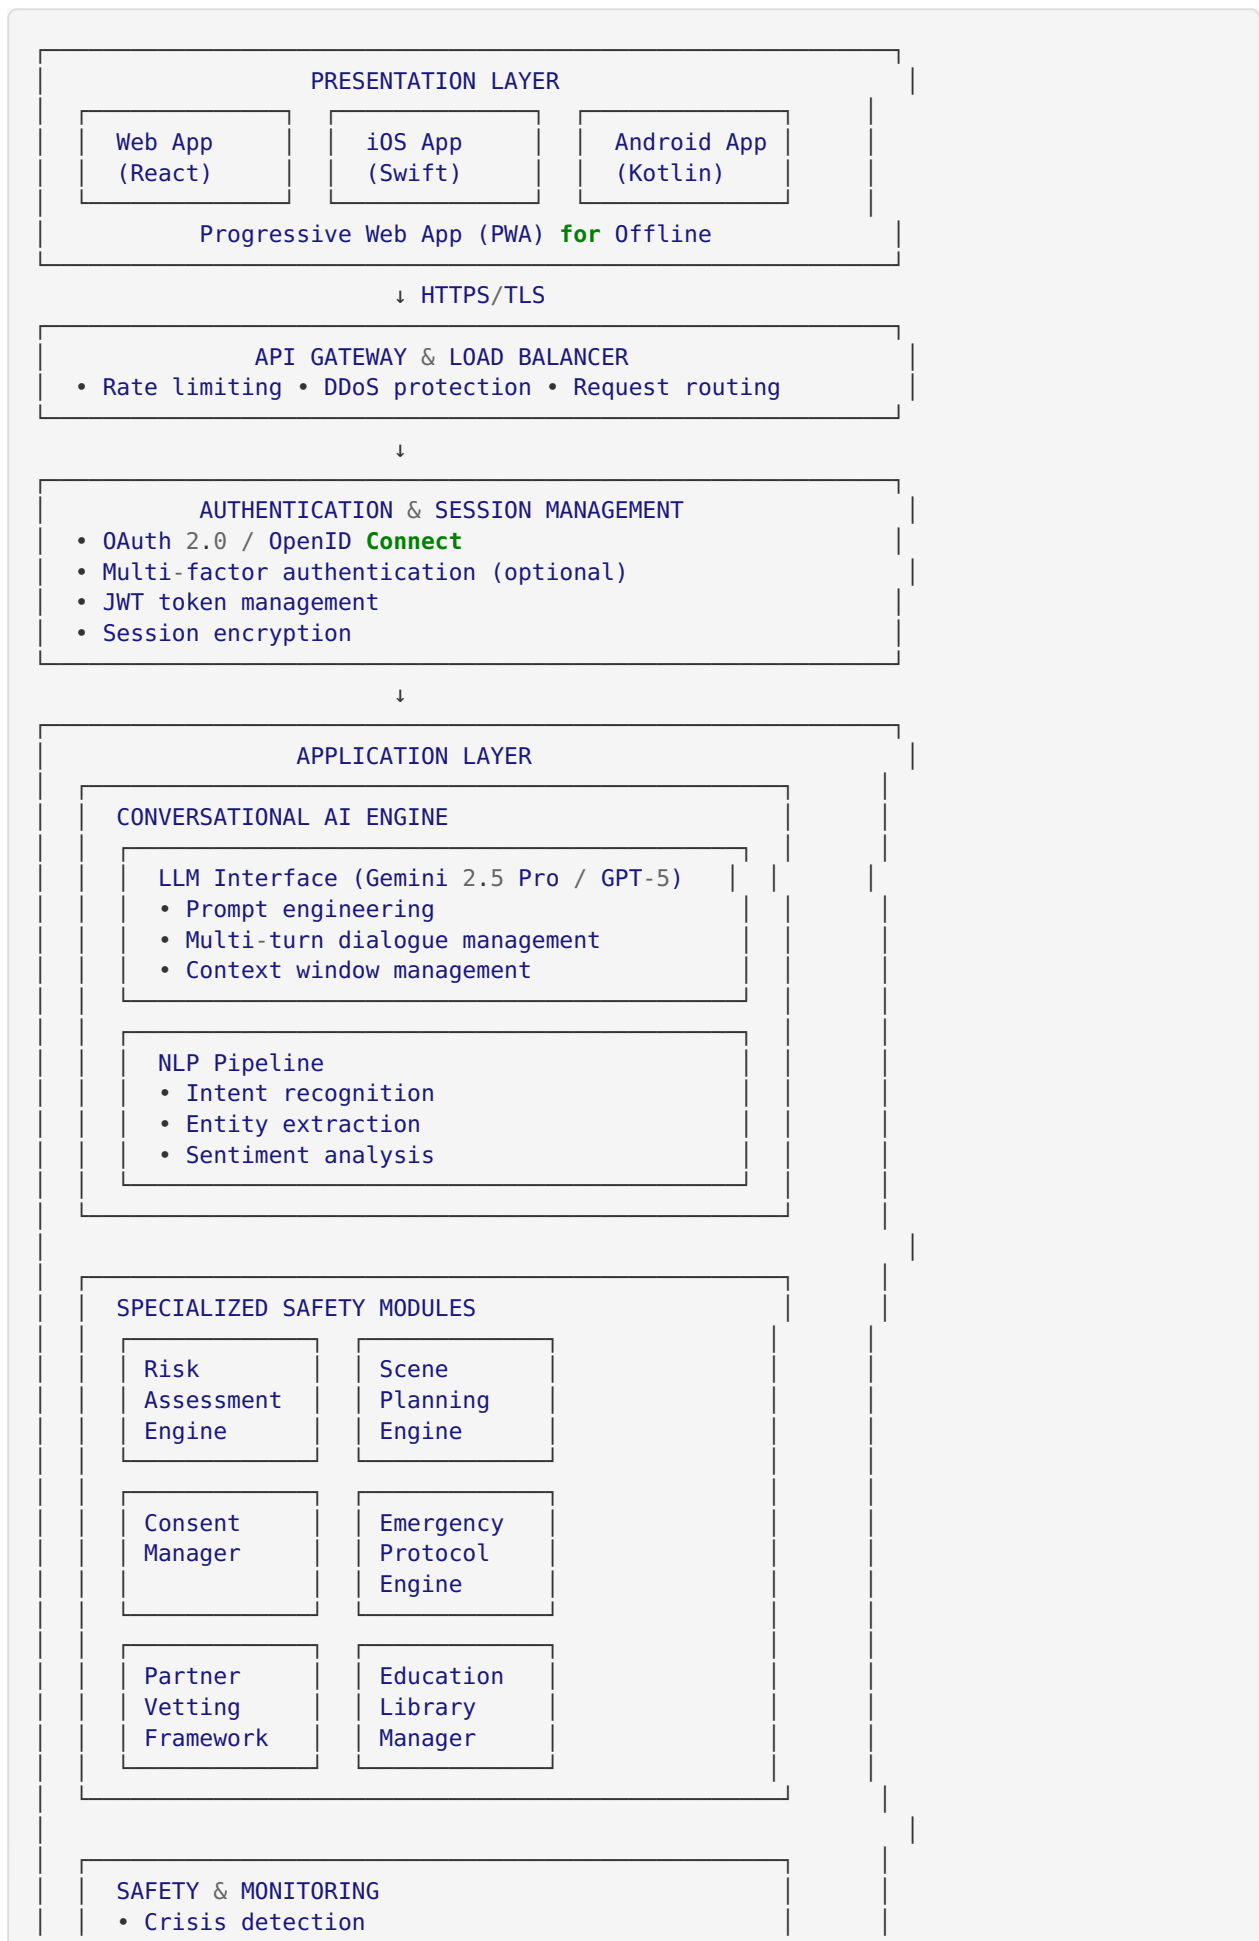 PRESENTATION LAYER
Web App iOS App Android App
(React) (Swift) (Kotlin)
Progressive Web App (PWA) for Offline
↓ HTTPS/TLS
API GATEWAY & LOAD BALANCER
• Rate limiting • DDoS protection • Request routing
↓
AUTHENTICATION & SESSION MANAGEMENT
• OAuth 2.0 / OpenID Connect
• Multi-factor authentication (optional)
• JWT token management
• Session encryption
↓
APPLICATION LAYER
CONVERSATIONAL AI ENGINE
LLM Interface (Gemini 2.5 Pro / GPT-5)
• Prompt engineering
• Multi-turn dialogue management
• Context window management
NLP Pipeline
• Intent recognition
• Entity extraction
• Sentiment analysis
SPECIALIZED SAFETY MODULES
Risk Scene
Assessment Planning
Engine Engine
Consent Emergency
Manager Protocol
Engine
Partner Education
Vetting Library
Framework Manager
SAFETY & MONITORING
• Crisis detection